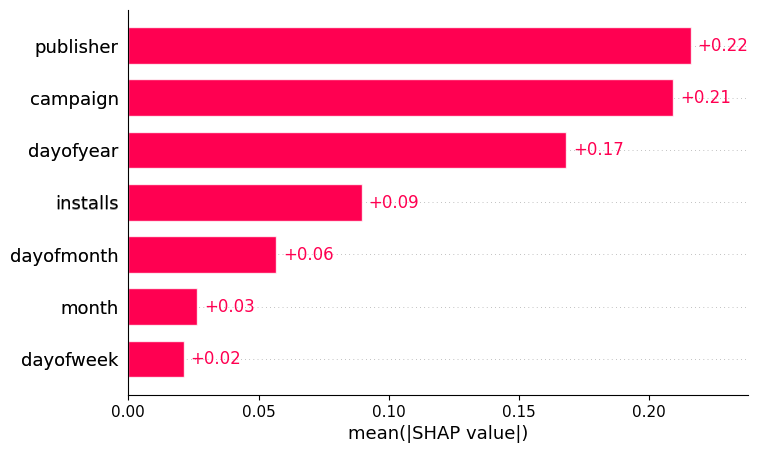 publisher +0.22
campaign +0.21
dayofyear +0.17
installs +0.09
dayofmonth +0.06
month +0.03
dayofweek +0.02
0.00 0.05 0.10 0.15 0.20
mean(|SHAP value|)